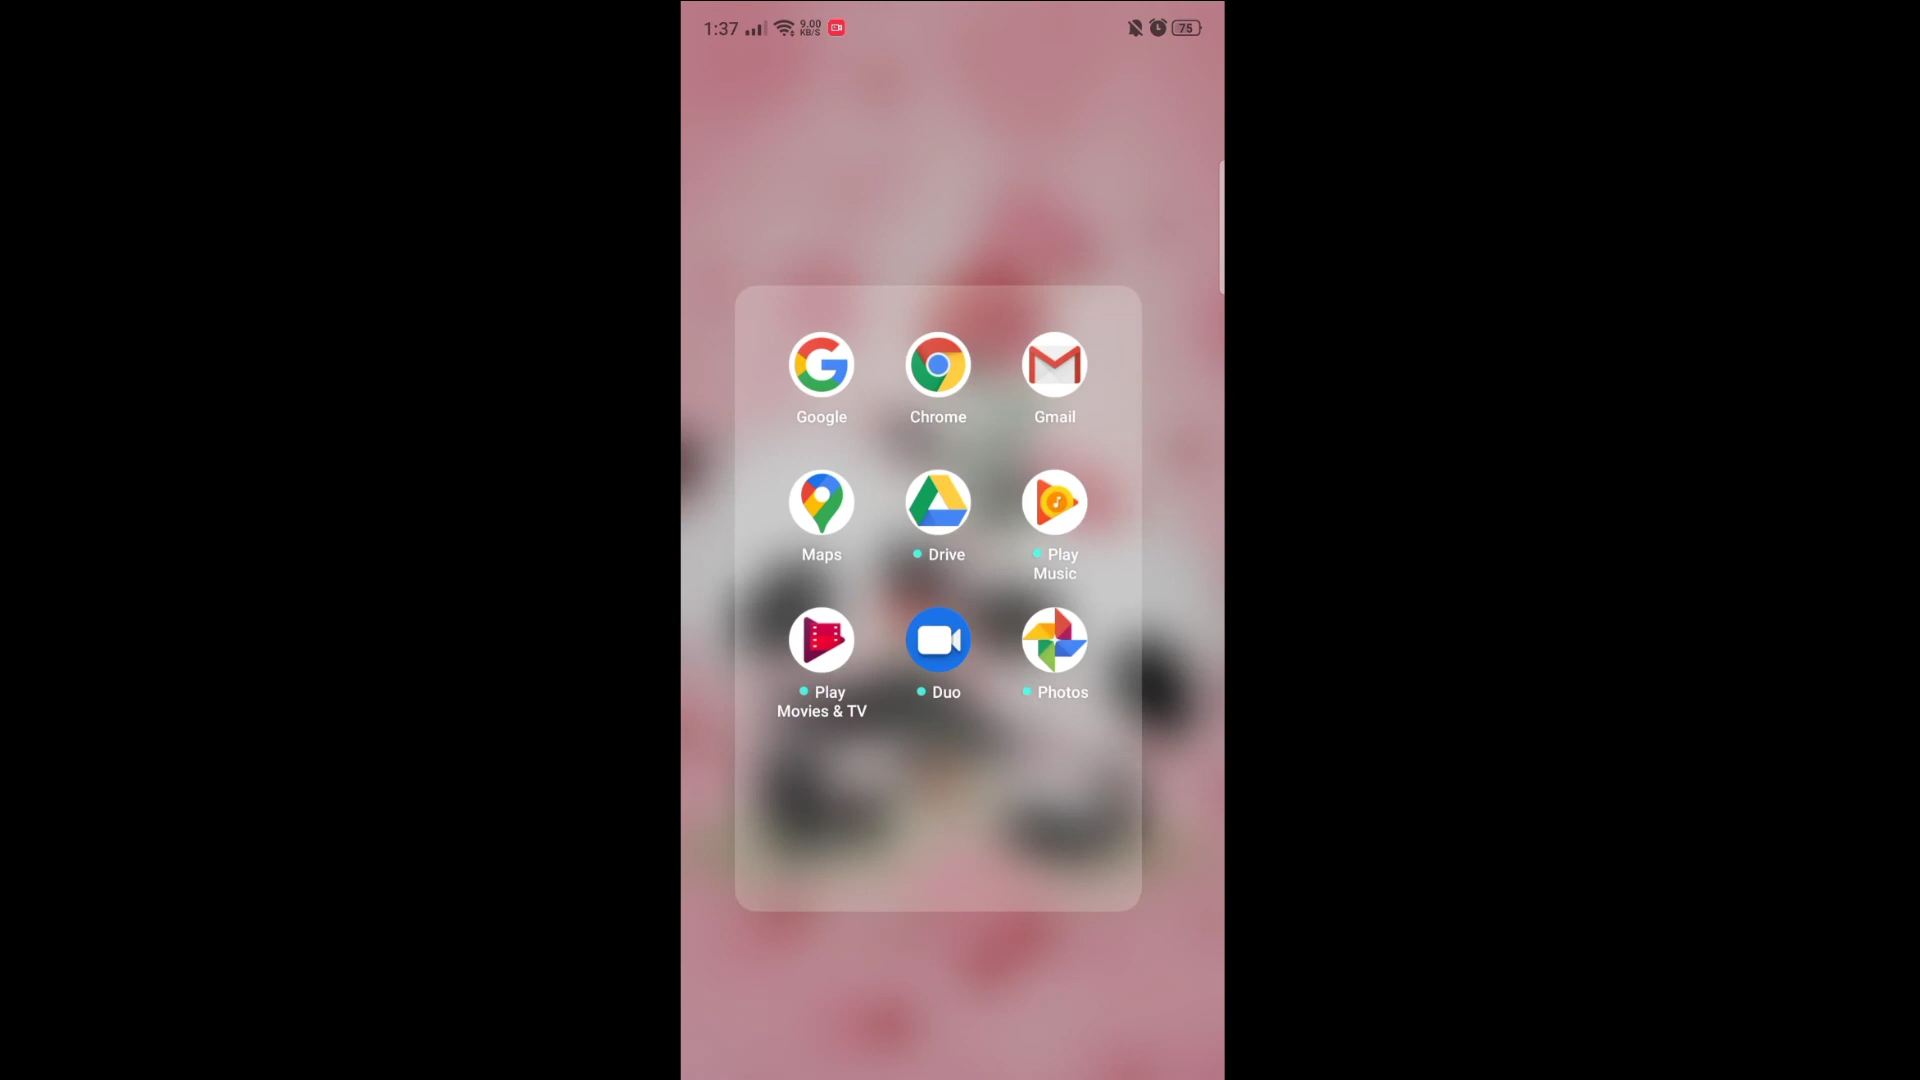 1:37 9.00 KB/S 75
Google Chrome Gmail
Maps Drive Play Music
Play Movies & TV Duo Photos